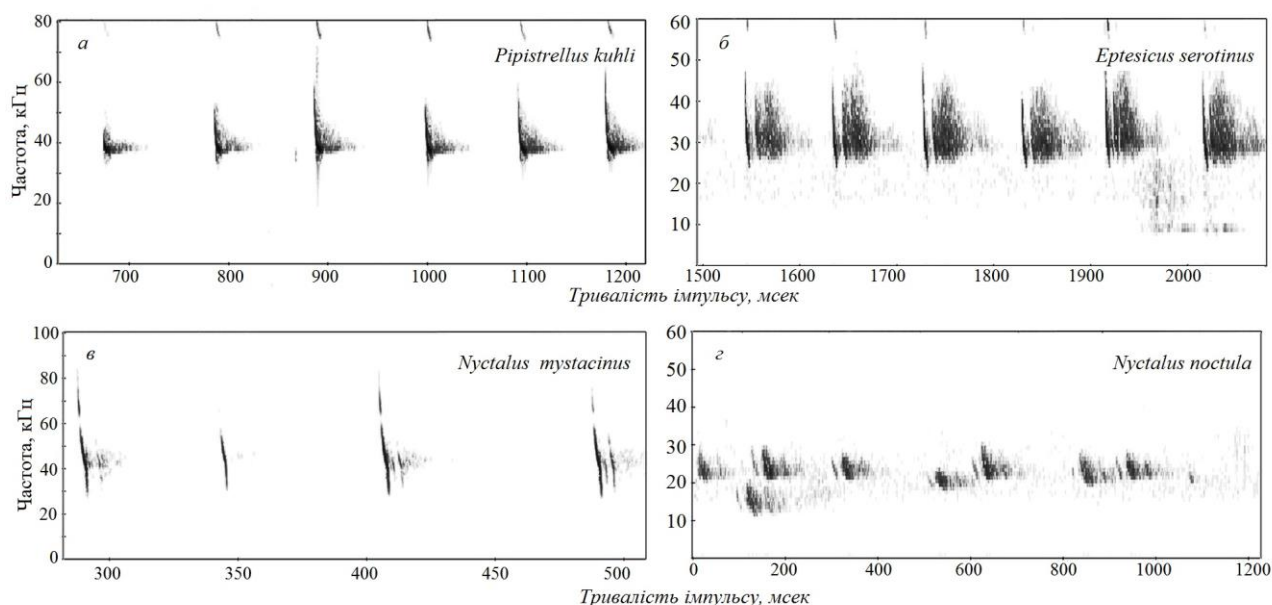 80
60
40
20
0
Частота, кГц
а
Pipistrellus kuhli
700 800 900 1000 1100 1200
60
50
40
30
20
10
б
Eptesicus serotinus
1500 1600 1700 1800 1900 2000
Тривалість імпульсу, мсек
100
80
60
40
20
0
Частота, кГц
в
Nyctalus mystacinus
300 350 400 450 500
60
50
40
30
20
10
г
Nyctalus noctula
0 200 400 600 800 1000 1200
Тривалість імпульсу, мсек